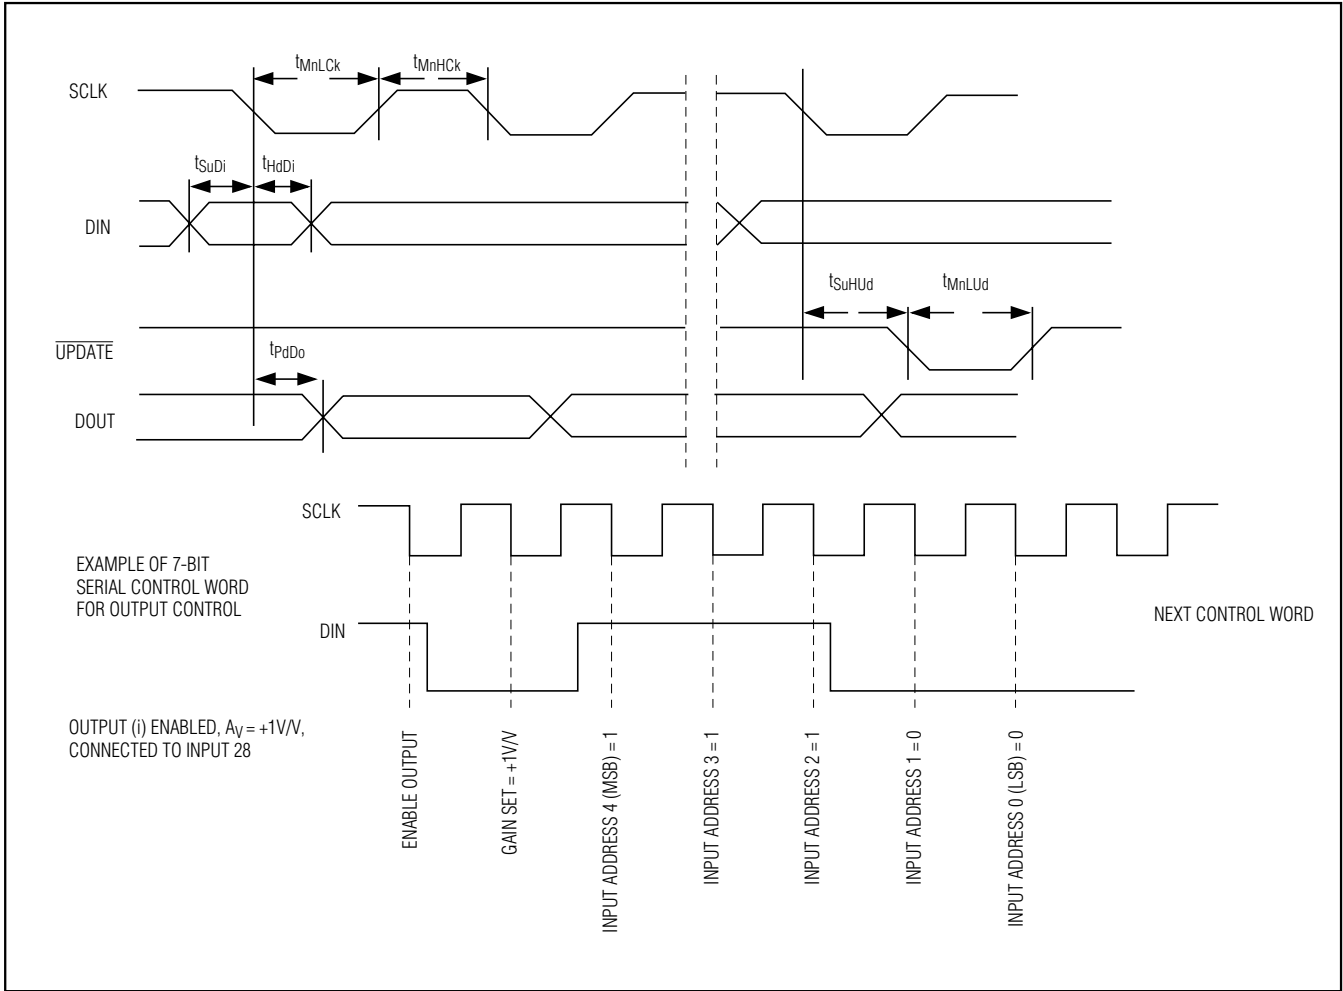 tMnLCk
tMnHCk
SCLK
tSuDi
tHdDi
DIN
tSuHUd
tMnLUd
UPDATE
tPdDo
DOUT
SCLK
EXAMPLE OF 7-BIT
SERIAL CONTROL WORD
FOR OUTPUT CONTROL
NEXT CONTROL WORD
DIN
OUTPUT (i) ENABLED, AV = +1V/V,
CONNECTED TO INPUT 28
ENABLE OUTPUT
GAIN SET = +1V/V
INPUT ADDRESS 4 (MSB) = 1
INPUT ADDRESS 3 = 1
INPUT ADDRESS 2 = 1
INPUT ADDRESS 1 = 0
INPUT ADDRESS 0 (LSB) = 0